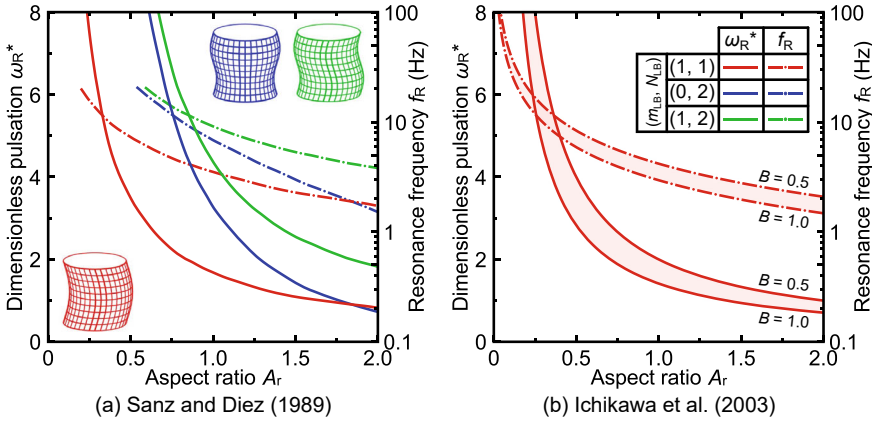 Dimensionless pulsation ωR*
8
6
4
2
0
0.5
1.0
1.5
2.0
Aspect ratio Ar
100
10
1
0.1
Resonance frequency fR (Hz)
(a) Sanz and Diez (1989)
Dimensionless pulsation ωR*
8
6
4
2
0
0.5
1.0
1.5
2.0
Aspect ratio Ar
100
10
1
0.1
Resonance frequency fR (Hz)
ωR* fR
(mLB, NLB)
(1, 1)
(0, 2)
(1, 2)
B = 0.5
B = 1.0
B = 0.5
B = 1.0
(b) Ichikawa et al. (2003)